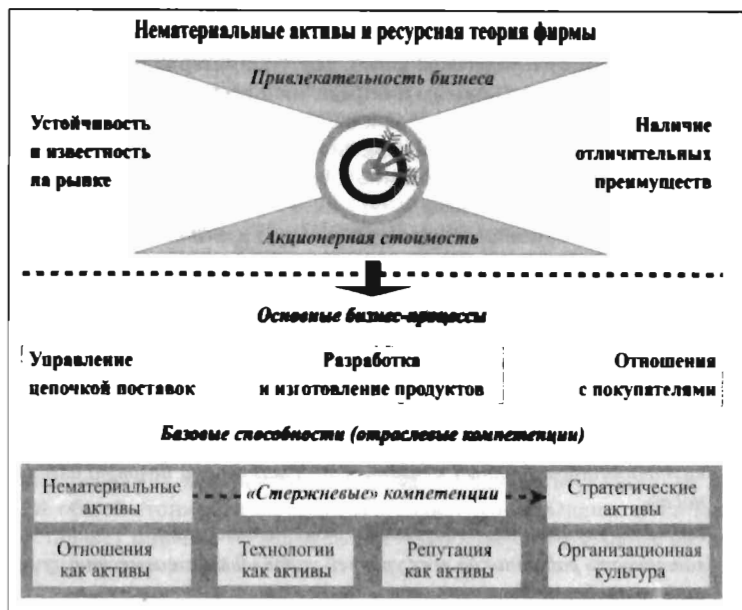 Нематериальные активы и ресурсная теория фирмы
Привлекательность бизнеса
Устойчивость
и известность
на рынке
Наличие
отличительных
преимуществ
Акционерная стоимость
Основные бизнес-процессы
Управление
цепочкой поставок
Разработка
и изготовление продуктов
Отношения
с покупателями
Базовые способности (отраслевые компетенции)
Нематериальные
активы
«Стержневые» компетенции
Стратегические
активы
Отношения
как активы
Технологии
как активы
Репутация
как активы
Организационная
культура